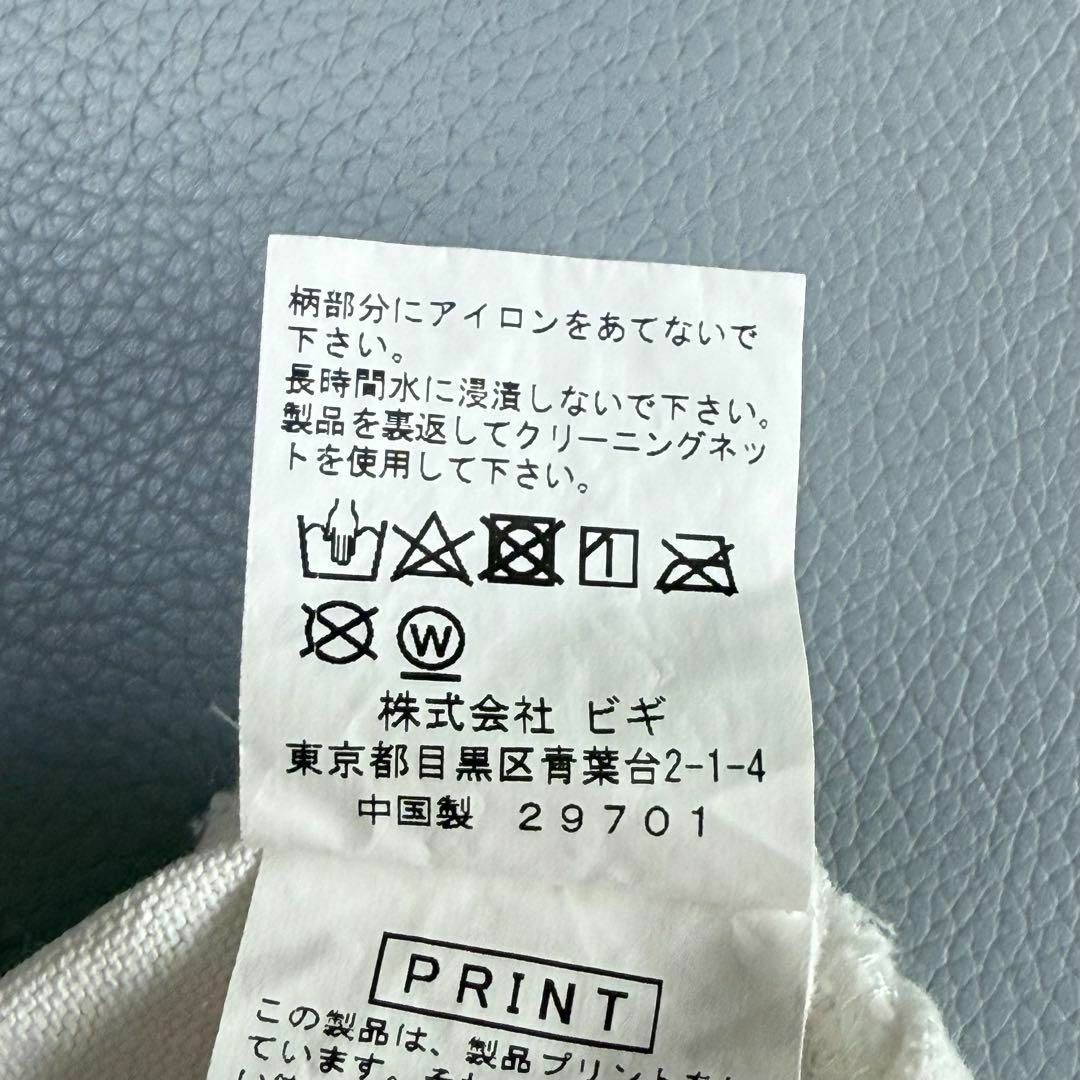 柄部分にアイロンをあてないで
下さい。
長時間水に浸漬しないで下さい。
製品を裏返してクリーニングネッ
トを使用して下さい。
W
株式会社 ビギ
東京都目黒区青葉台2-1-4
中国製 29701
PRINT
この製品は、製品プリント
ています。